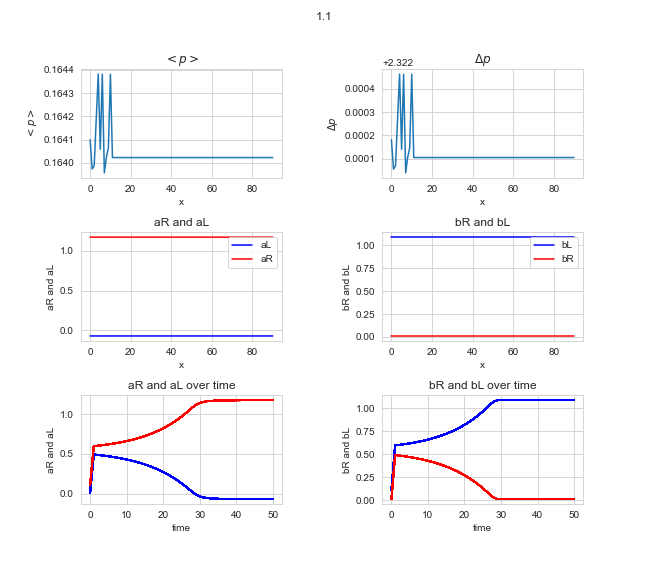 1.1
< p >
Δp
+2.322
0.1644
0.1643
0.1642
0.1641
0.1640
< p >
0 20 40 60 80
x
0.0004
0.0003
0.0002
0.0001
Δp
0 20 40 60 80
x
aR and aL
1.0
0.5
0.0
aR and aL
aL
aR
0 20 40 60 80
x
bR and bL
1.00
0.75
0.50
0.25
0.00
bR and bL
bL
bR
0 20 40 60 80
x
aR and aL over time
1.0
0.5
0.0
aR and aL
0 10 20 30 40 50
time
bR and bL over time
1.00
0.75
0.50
0.25
0.00
bR and bL
0 10 20 30 40 50
time